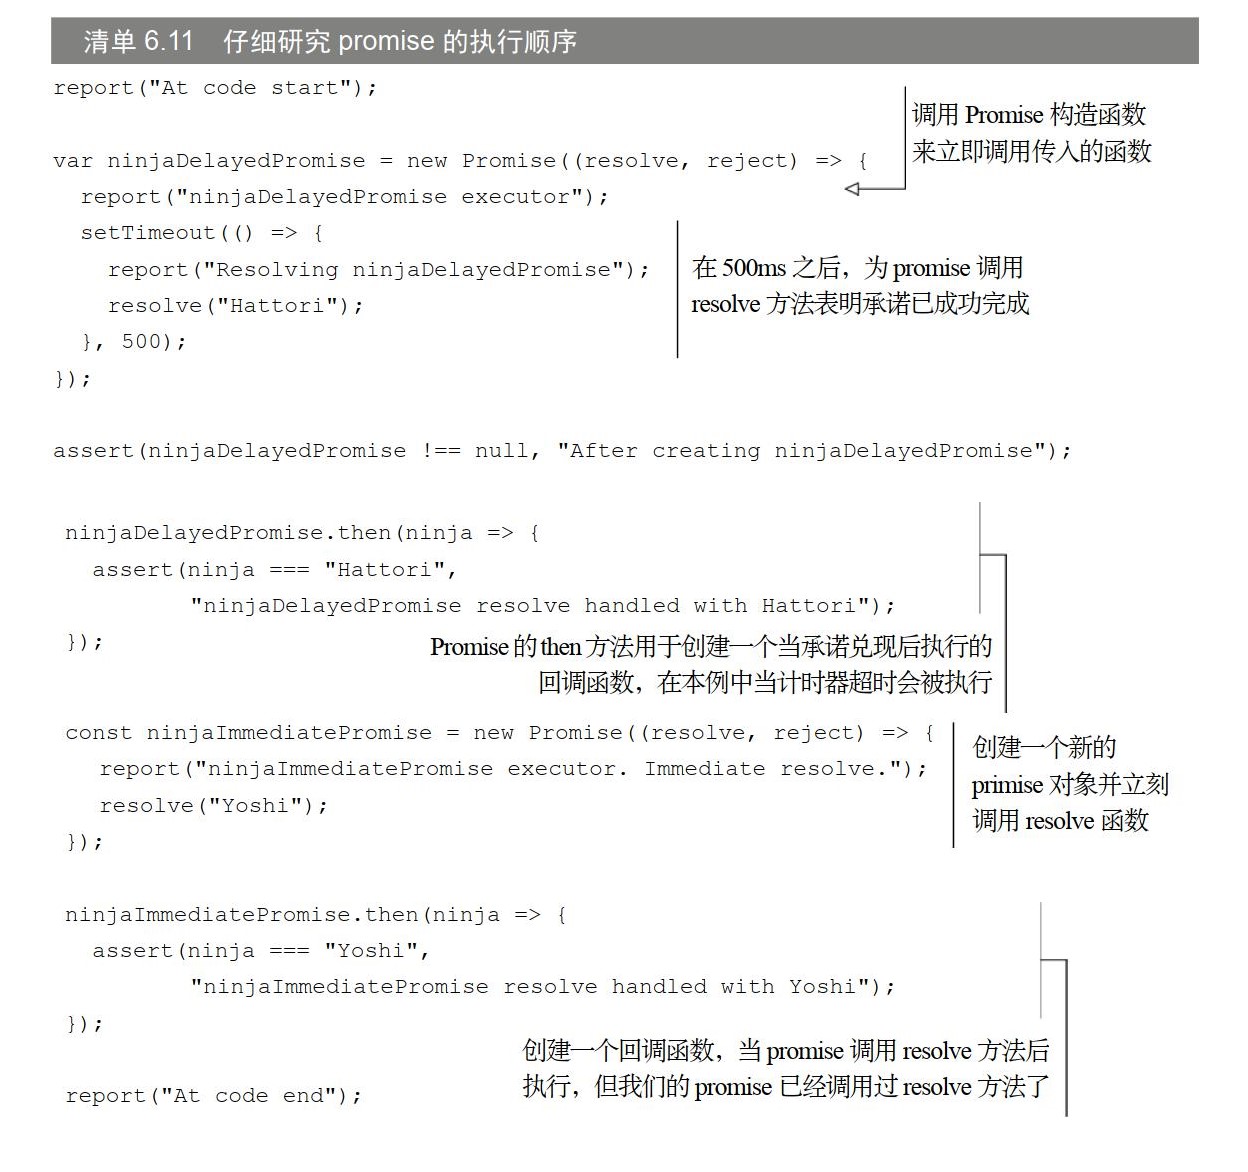 清单 6.11 仔细研究 promise 的执行顺序
report("At code start");
调用 Promise 构造函数
来立即调用传入的函数
var ninjaDelayedPromise = new Promise((resolve, reject) => {
report("ninjaDelayedPromise executor");
setTimeout(() => {
report("Resolving ninjaDelayedPromise");
resolve("Hattori");
}, 500);
});
在 500ms 之后，为 promise 调用
resolve 方法表明承诺已成功完成
assert(ninjaDelayedPromise !== null, "After creating ninjaDelayedPromise");
ninjaDelayedPromise.then(ninja => {
assert(ninja === "Hattori",
"ninjaDelayedPromise resolve handled with Hattori");
});
Promise 的 then 方法用于创建一个当承诺兑现后执行的
回调函数，在本例中当计时器超时会被执行
const ninjaImmediatePromise = new Promise((resolve, reject) => {
report("ninjaImmediatePromise executor. Immediate resolve.");
resolve("Yoshi");
});
创建一个新的
primise 对象并立刻
调用 resolve 函数
ninjaImmediatePromise.then(ninja => {
assert(ninja === "Yoshi",
"ninjaImmediatePromise resolve handled with Yoshi");
});
创建一个回调函数，当 promise 调用 resolve 方法后
执行，但我们的 promise 已经调用过 resolve 方法了
report("At code end");